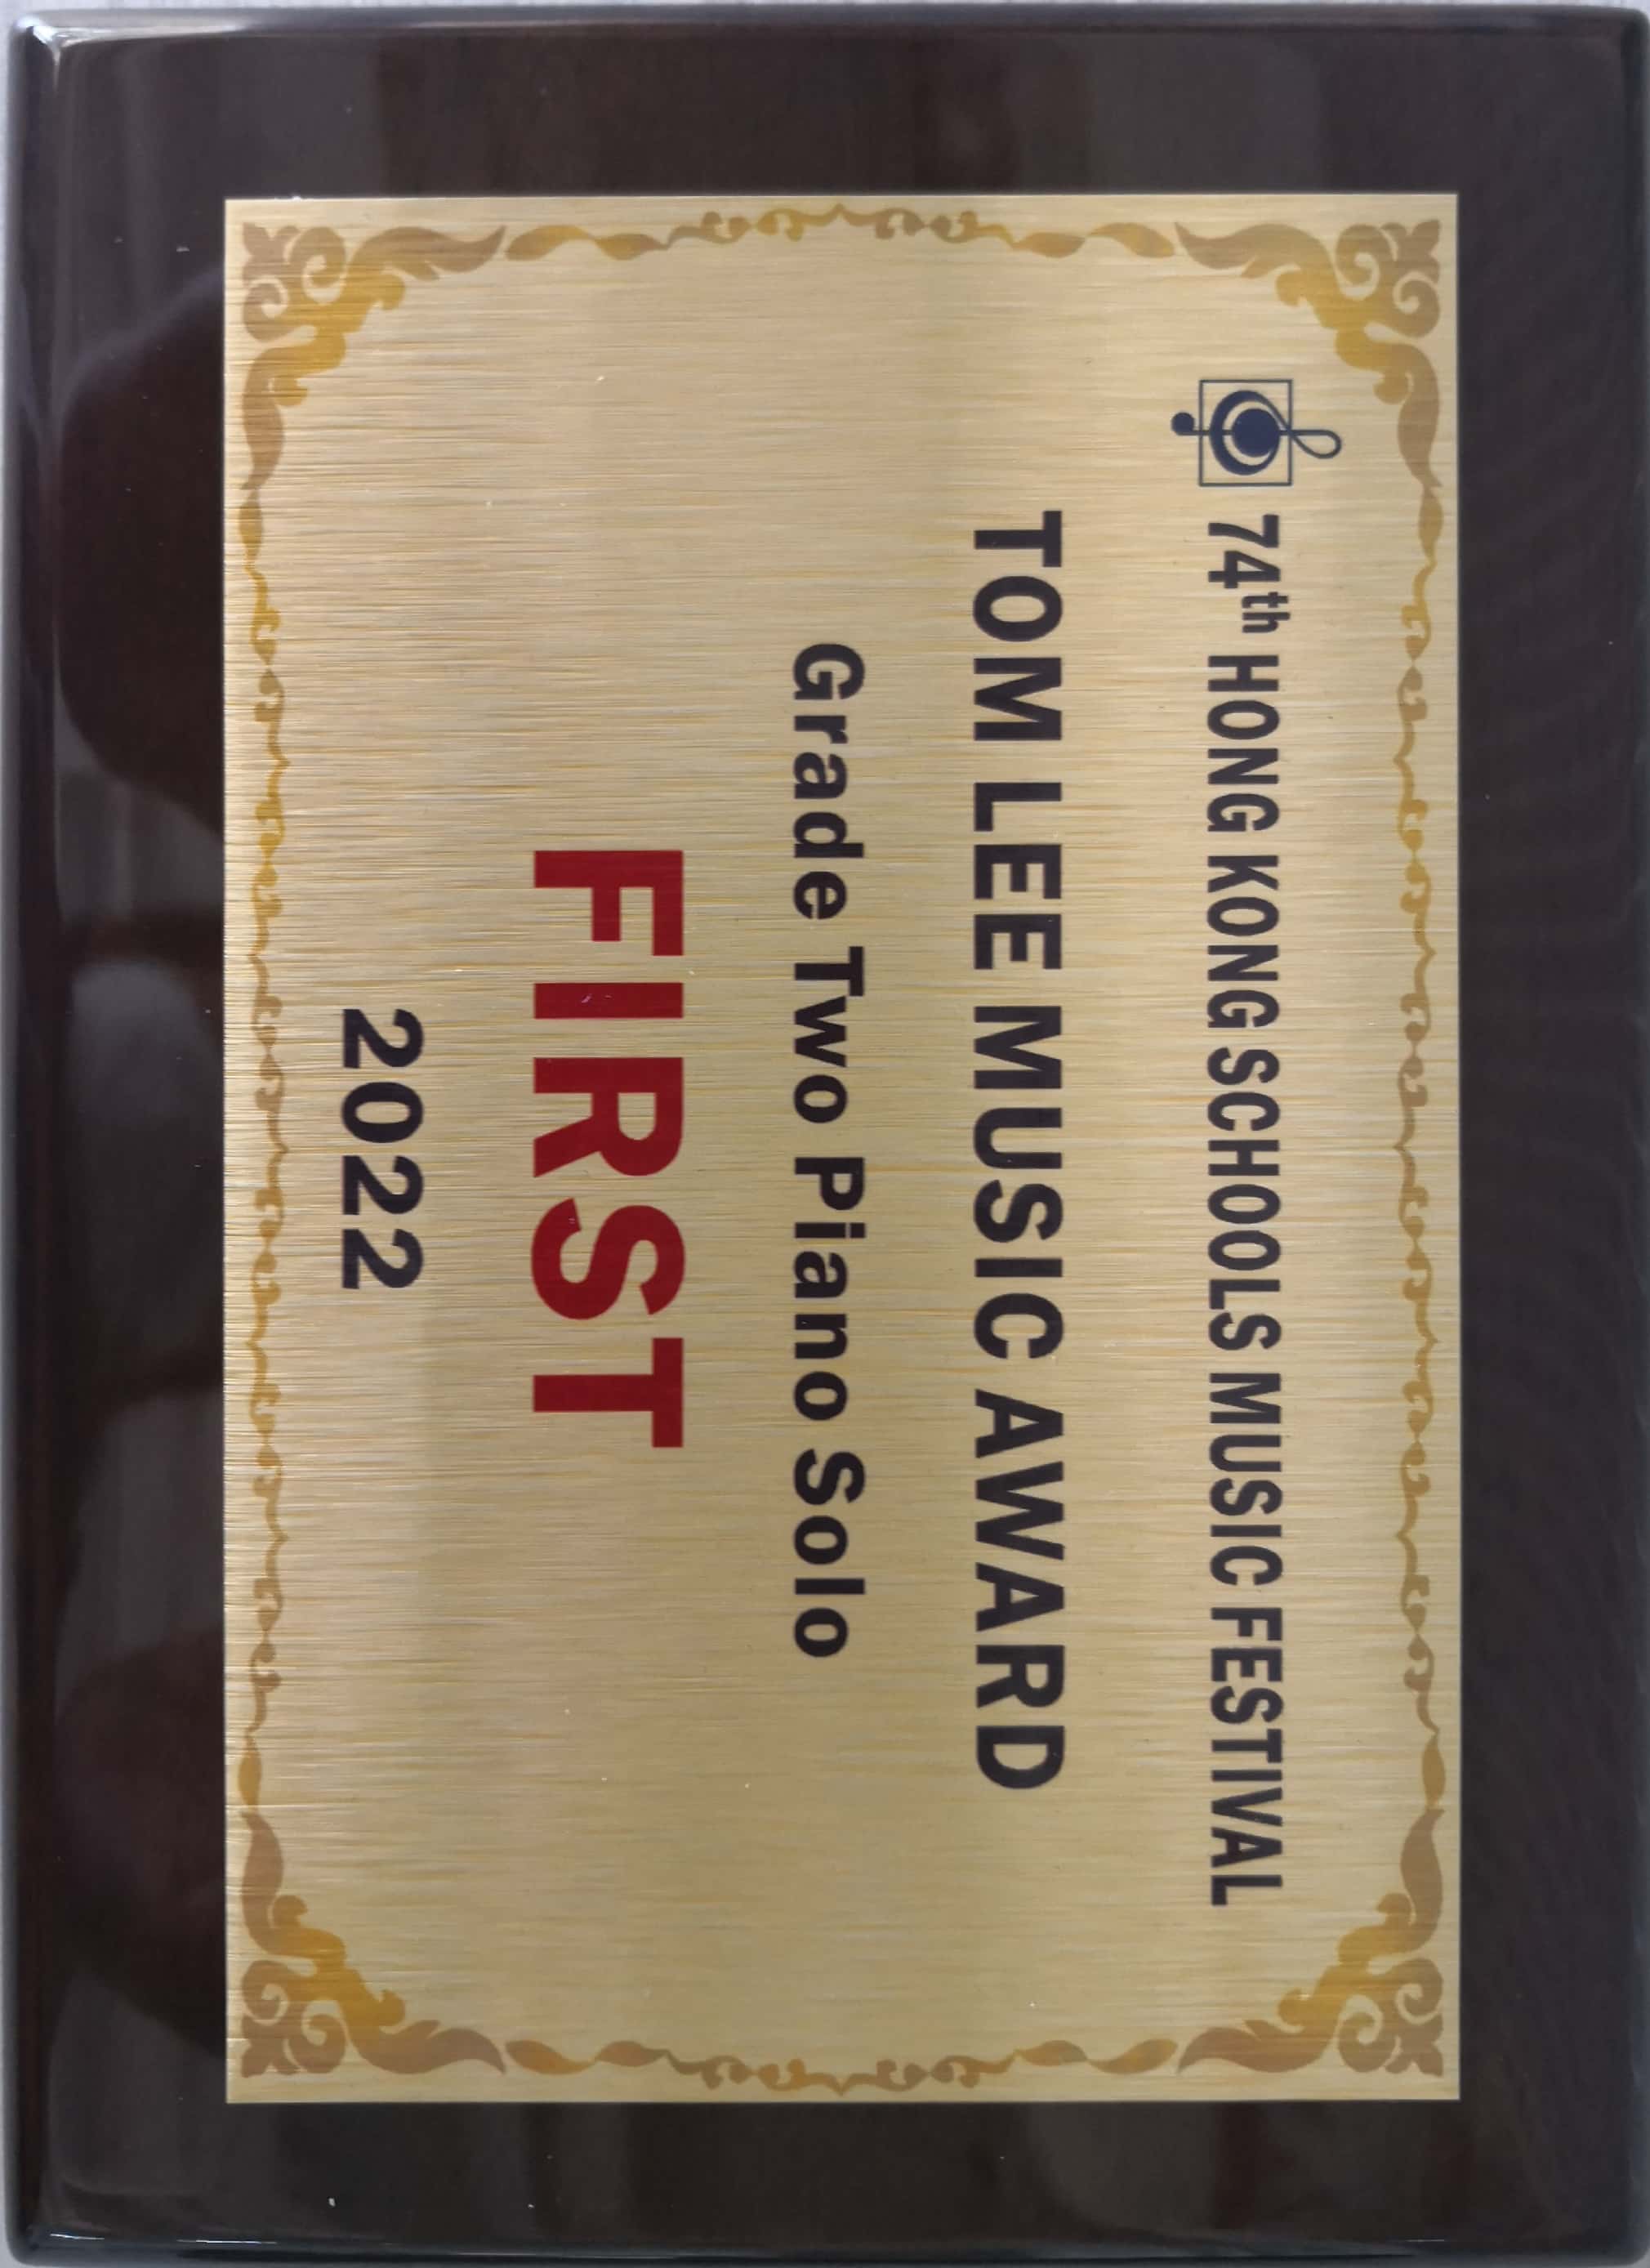 74th HONG KONG SCHOOLS MUSIC FESTIVAL
TOM LEE MUSIC AWARD
Grade Two Piano Solo
FIRST
2022